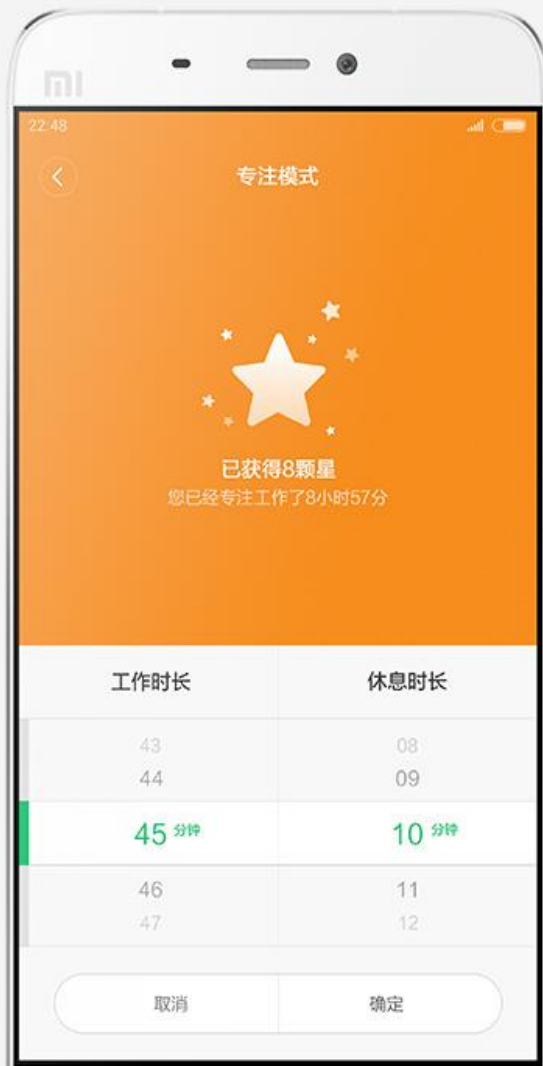 mi
22:48
专注模式
已获得8颗星
您已经专注工作了8小时57分
工作时长 休息时长
43 08
44 09
45 分钟 10 分钟
46 11
47 12
取消 确定